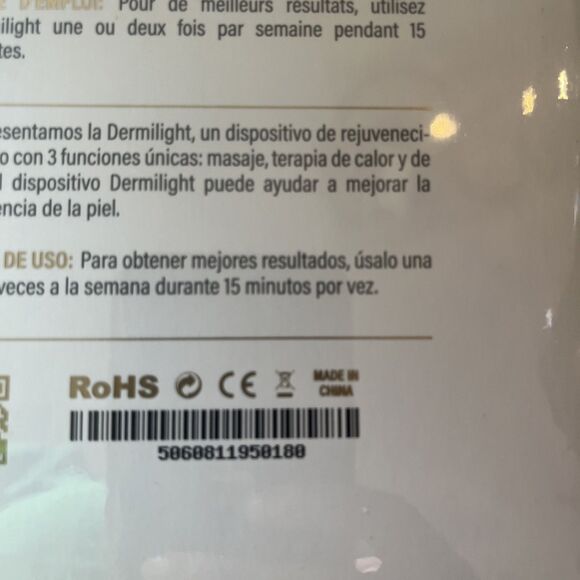 D'EMPLOI: Pour de meilleurs résultats, utilisez
ilight une ou deux fois par semaine pendant 15
tes.
esentamos la Dermilight, un dispositivo de rejuveneci-
o con 3 funciones únicas: masaje, terapia de calor y de
l dispositivo Dermilight puede ayudar a mejorar la
encia de la piel.
DE USO: Para obtener mejores resultados, úsalo una
veces a la semana durante 15 minutos por vez.
RoHS CE MADE IN
CHINA
5060811950180